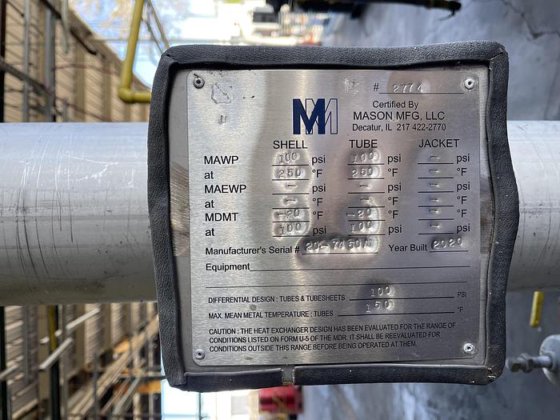 # 2774
Certified By
MM MASON MFG, LLC
Decatur, IL 217 422-2770
SHELL TUBE JACKET
MAWP 100 psi 100 psi - psi
at 250 °F 250 °F - °F
MAEWP - psi - psi - psi
at - °F - °F - °F
MDMT -20 °F -20 °F - °F
at 100 psi 100 psi - psi
Manufacturer's Serial # Year Built 2020
Equipment
DIFFERENTIAL DESIGN : TUBES & TUBESHEETS 100 PSI
MAX. MEAN METAL TEMPERATURE : TUBES 150 °F
CAUTION : THE HEAT EXCHANGER DESIGN HAS BEEN EVALUATED FOR THE RANGE OF
CONDITIONS LISTED ON FORM U-5 OF THE MDR. IT SHALL BE REEVALUATED FOR
CONDITIONS OUTSIDE THIS RANGE BEFORE BEING OPERATED AT THEM.